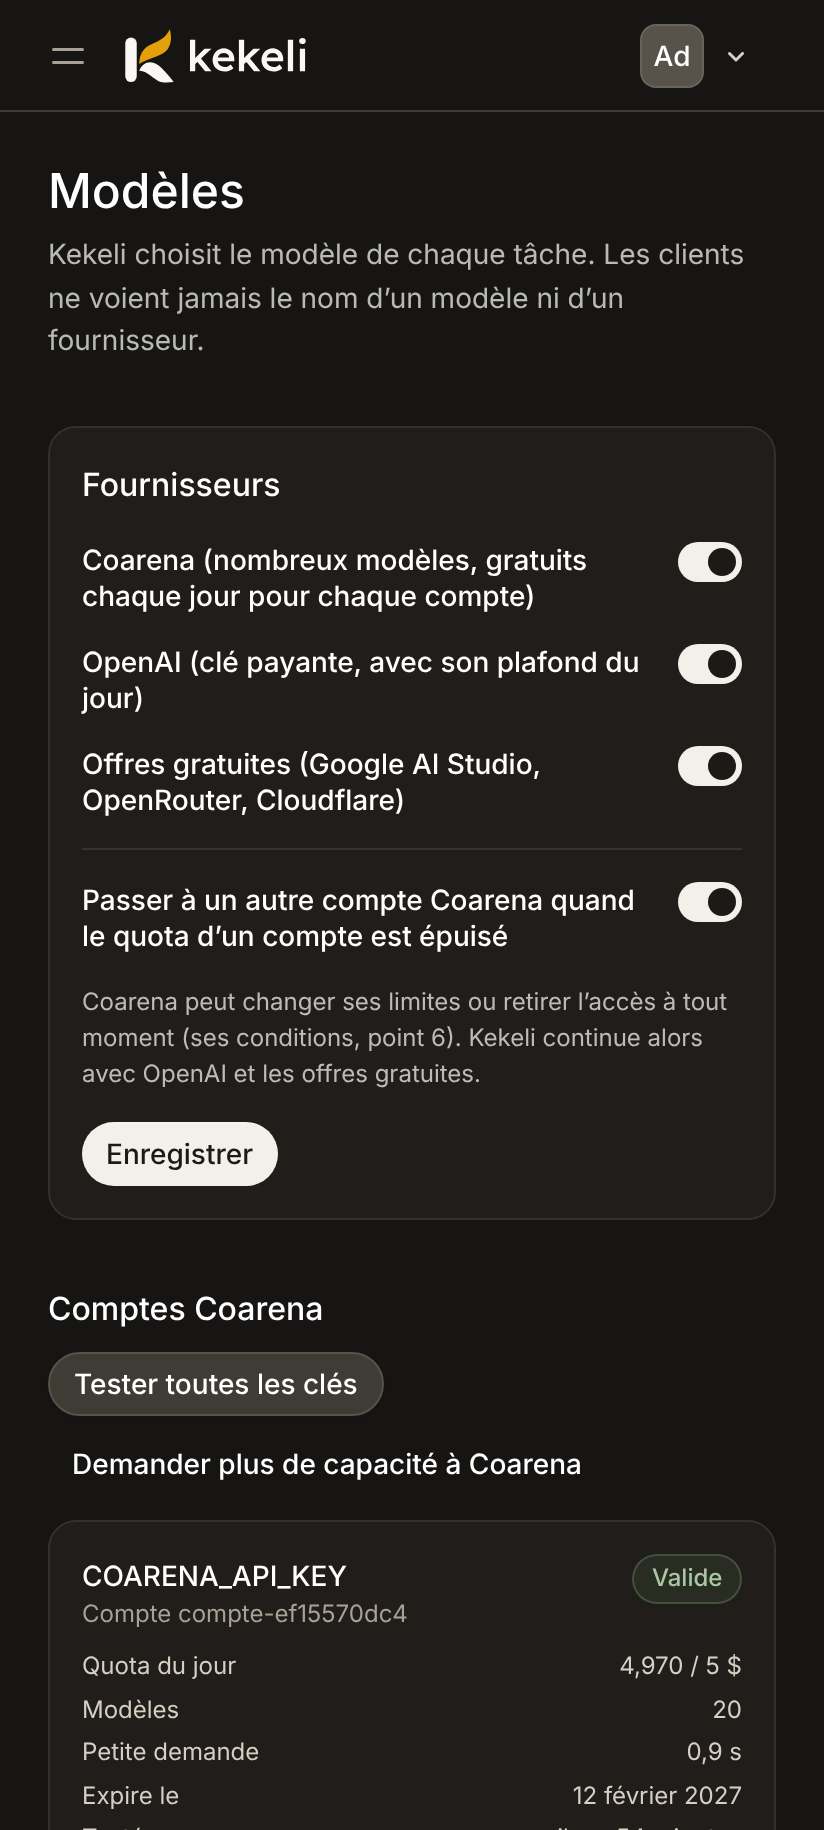 kekeli
Ad
Modèles
Kekeli choisit le modèle de chaque tâche. Les clients
ne voient jamais le nom d’un modèle ni d’un
fournisseur.
Fournisseurs
Coarena (nombreux modèles, gratuits
chaque jour pour chaque compte)
OpenAI (clé payante, avec son plafond du
jour)
Offres gratuites (Google AI Studio,
OpenRouter, Cloudflare)
Passer à un autre compte Coarena quand
le quota d’un compte est épuisé
Coarena peut changer ses limites ou retirer l’accès à tout
moment (ses conditions, point 6). Kekeli continue alors
avec OpenAI et les offres gratuites.
Enregistrer
Comptes Coarena
Tester toutes les clés
Demander plus de capacité à Coarena
COARENA_API_KEY
Valide
Compte compte-ef15570dc4
Quota du jour 4,970 / 5 $
Modèles 20
Petite demande 0,9 s
Expire le 12 février 2027